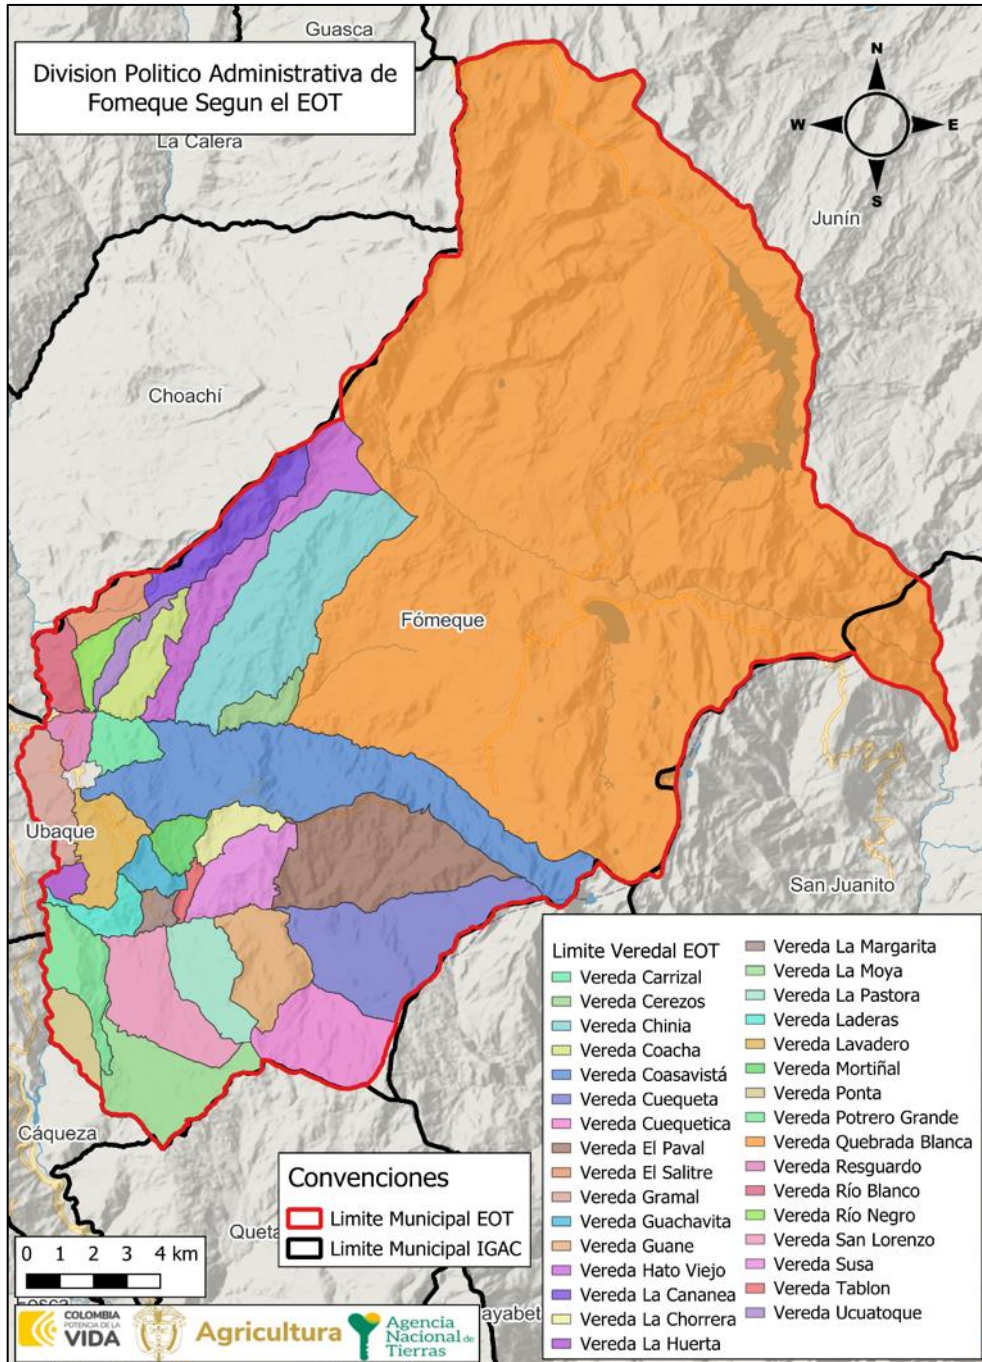 Guasca
Division Politico Administrativa de
Fomeque Segun el EOT
La Calera
N
W
E
S
Junín
Choachí
Fómeque
Ubaque
San Juanito
Cáqueza
Limite Veredal EOT
Vereda Carrizal
Vereda Cerezos
Vereda Chinia
Vereda Coacha
Vereda Coasavistá
Vereda Cuequeta
Vereda Cuequetica
Vereda El Paval
Vereda El Salitre
Vereda Gramal
Vereda Guachavita
Vereda Guane
Vereda Hato Viejo
Vereda La Cananea
Vereda La Chorrera
Vereda La Huerta
Vereda La Margarita
Vereda La Moya
Vereda La Pastora
Vereda Laderas
Vereda Lavadero
Vereda Mortiñal
Vereda Ponta
Vereda Potrero Grande
Vereda Quebrada Blanca
Vereda Resguardo
Vereda Río Blanco
Vereda Río Negro
Vereda San Lorenzo
Vereda Susa
Vereda Tablon
Vereda Ucuatoque
Convenciones
Limite Municipal EOT
Limite Municipal IGAC
Queta
0 1 2 3 4 km
COLOMBIA
POTENCIA DE LA
VIDA
Agricultura
Agencia
Nacional de
Tierras
ayabet